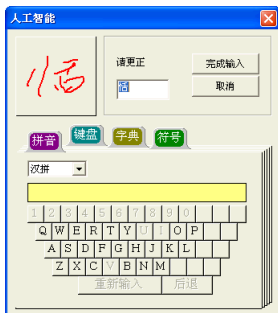 人工智能
请更正
完成输入
取消
拼音 键盘 字典 符号
汉拼
1 2 3 4 5 6 7 8 9 0
Q W E R T Y U I O P
A S D F G H J K L
Z X C V B N M
重新输入 后退